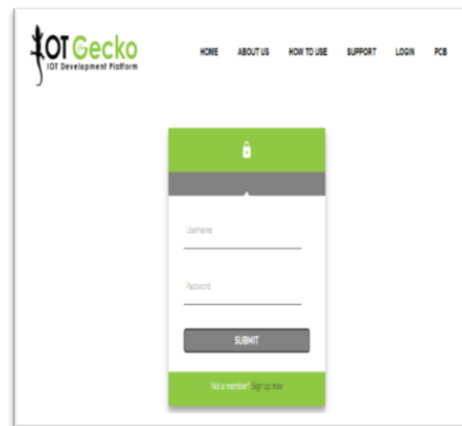 IOT Gecko
IOT Development Platform
HOME ABOUT US HOW TO USE SUPPORT LOGIN PCB
Username
Password
SUBMIT
Not a member? Sign up now